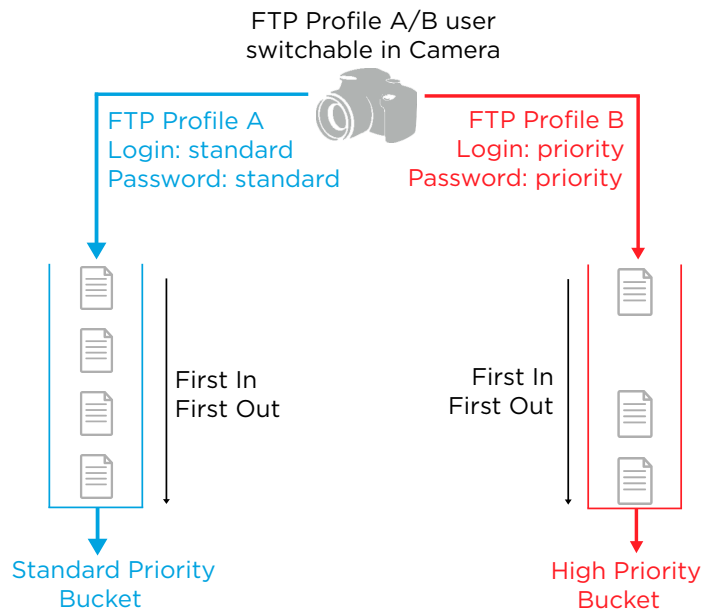 FTP Profile A/B user
switchable in Camera
FTP Profile A
Login: standard
Password: standard
FTP Profile B
Login: priority
Password: priority
First In
First Out
First In
First Out
Standard Priority
Bucket
High Priority
Bucket